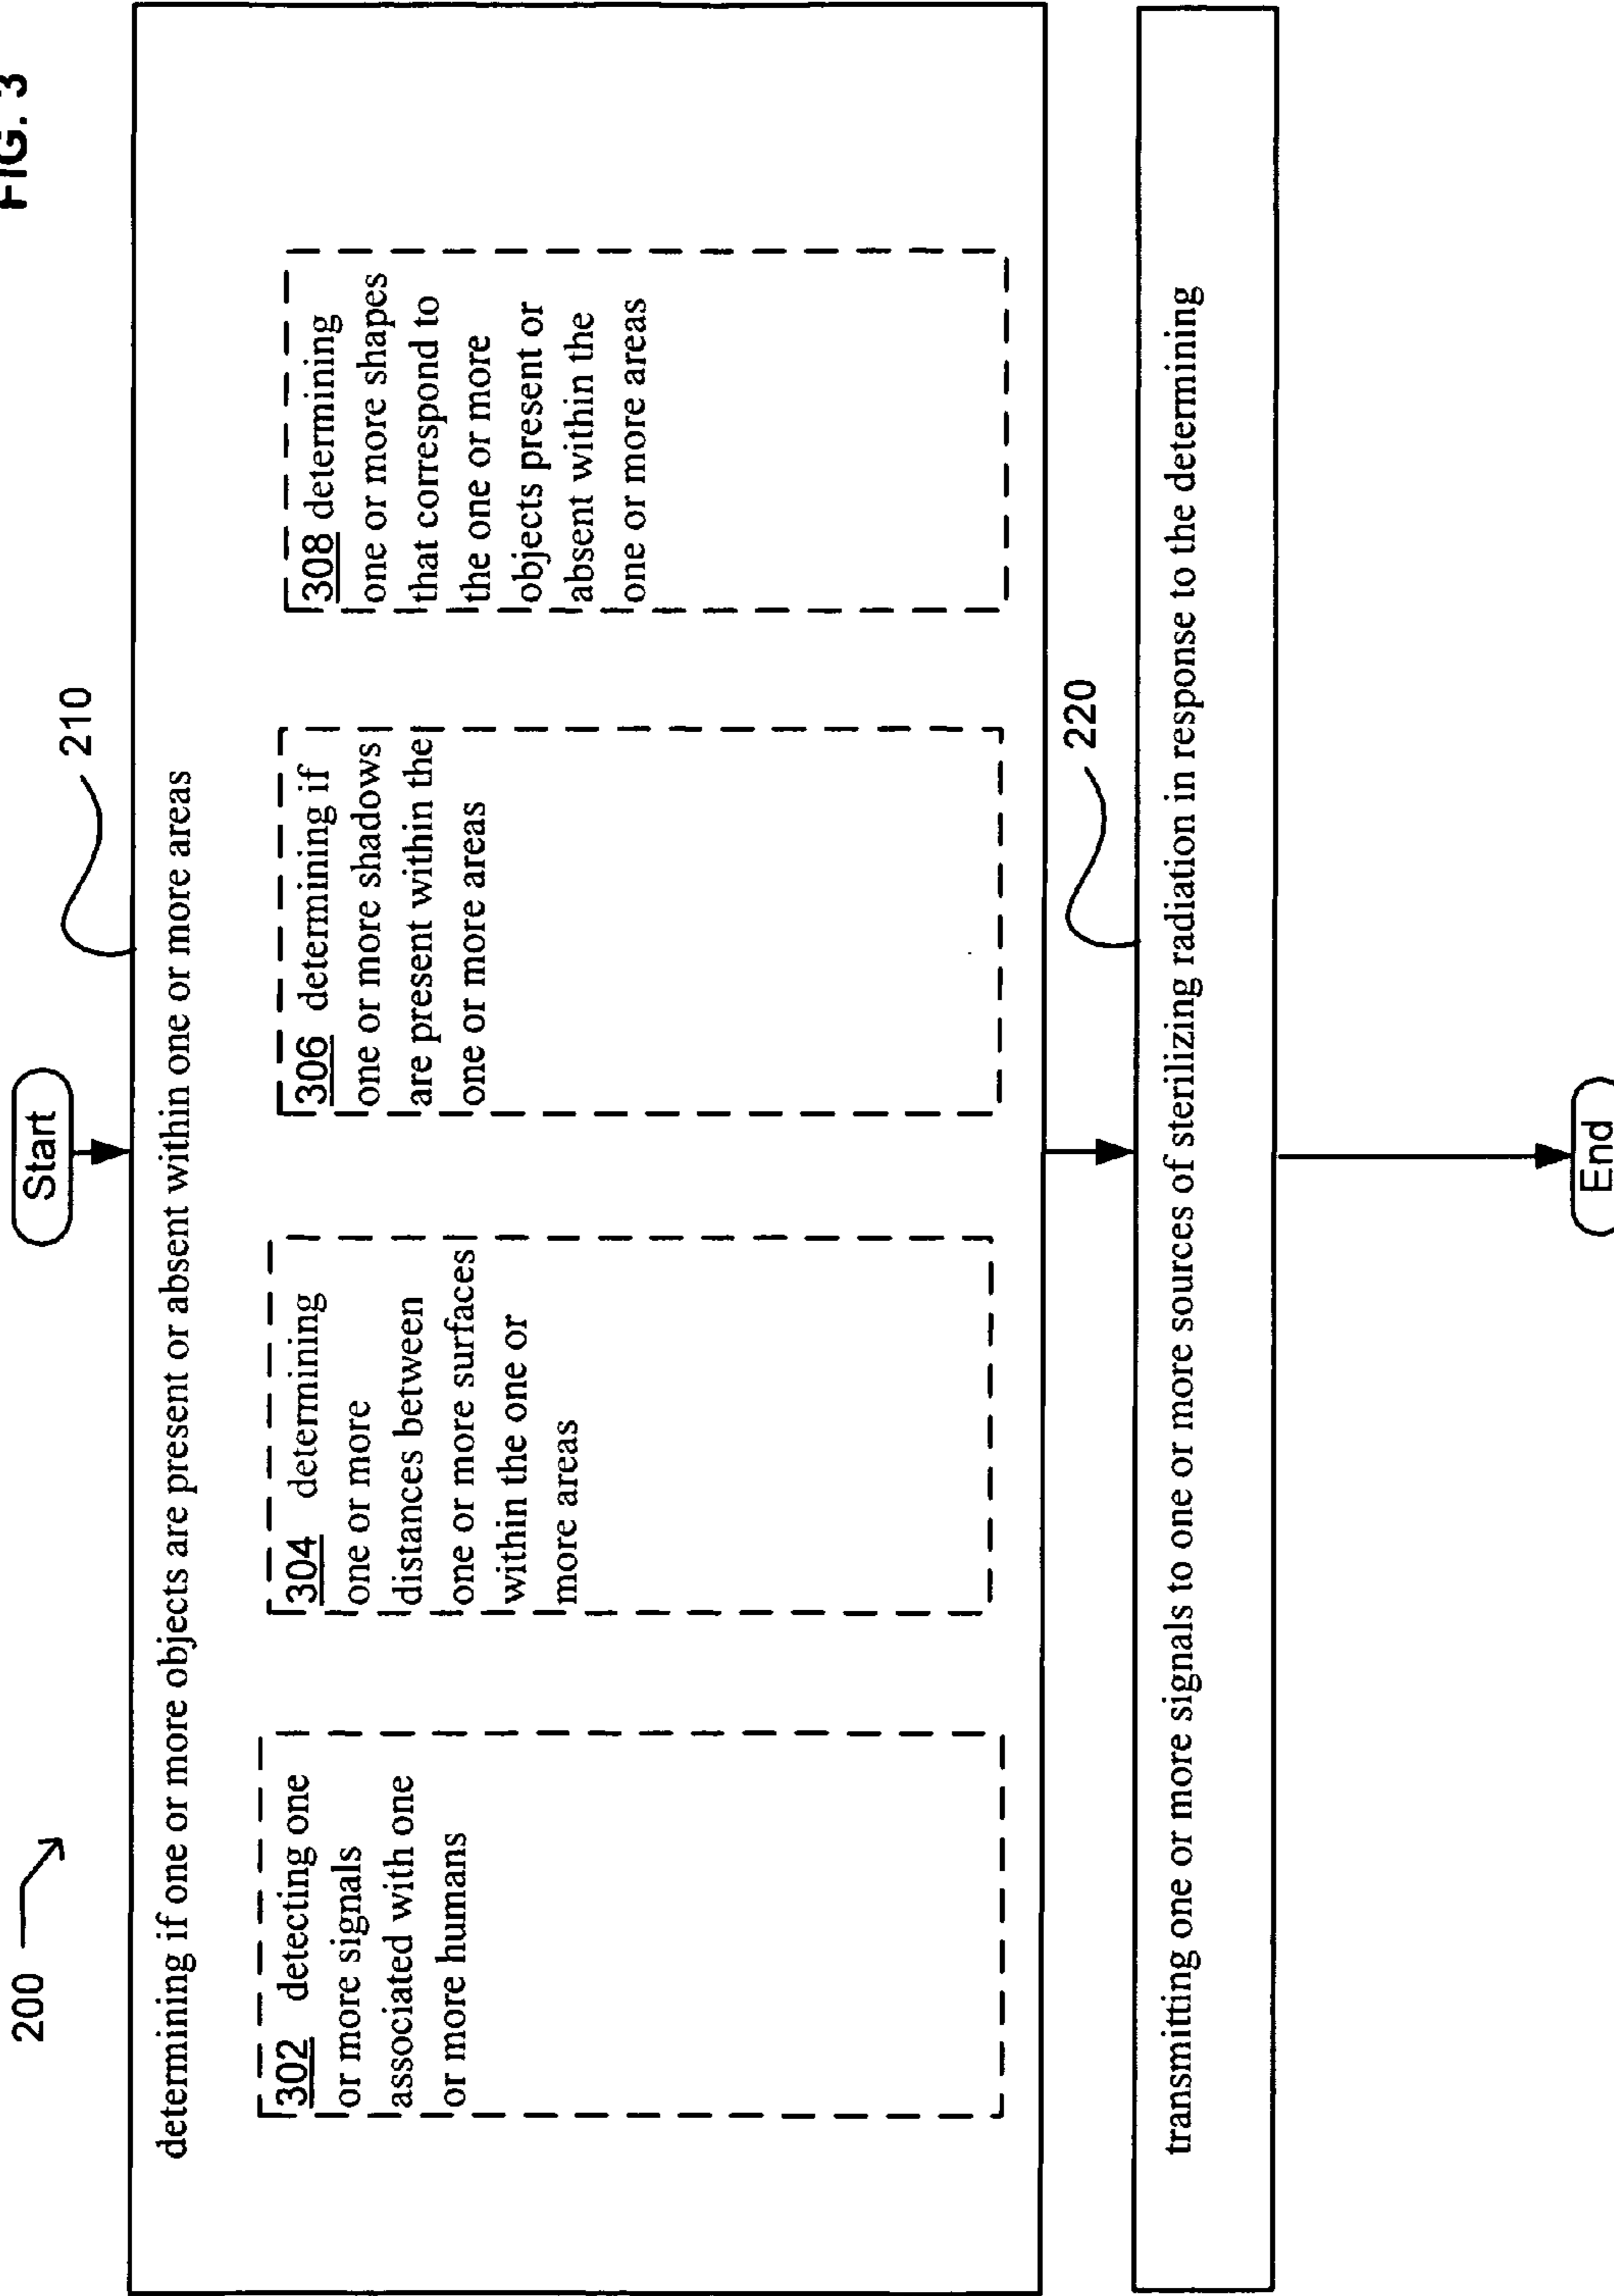 FIG. 3
200
Start
210
determining if one or more objects are present or absent within one or more areas
302 detecting one
or more signals
associated with one
or more humans
304 determining
one or more
distances between
one or more surfaces
within the one or
more areas
306 determining if
one or more shadows
are present within the
one or more areas
308 determining
one or more shapes
that correspond to
the one or more
objects present or
absent within the
one or more areas
220
transmitting one or more signals to one or more sources of sterilizing radiation in response to the determining
End